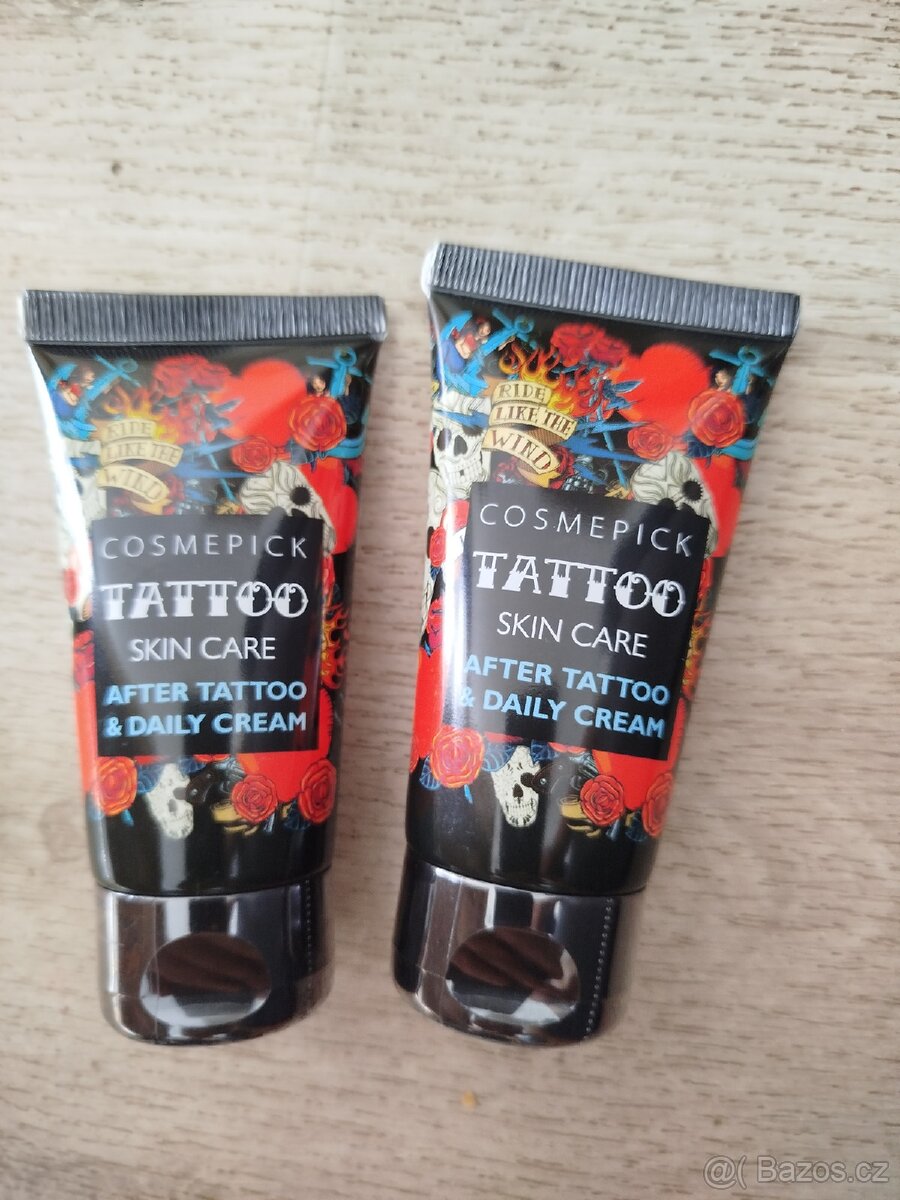 RIDE
LIKE THE
WIND
COSMEPICK
TATTOO
SKIN CARE
AFTER TATTOO
& DAILY CREAM
RIDE
LIKE THE
WIND
COSMEPICK
TATTOO
SKIN CARE
AFTER TATTOO
& DAILY CREAM
@( Bazos.cz